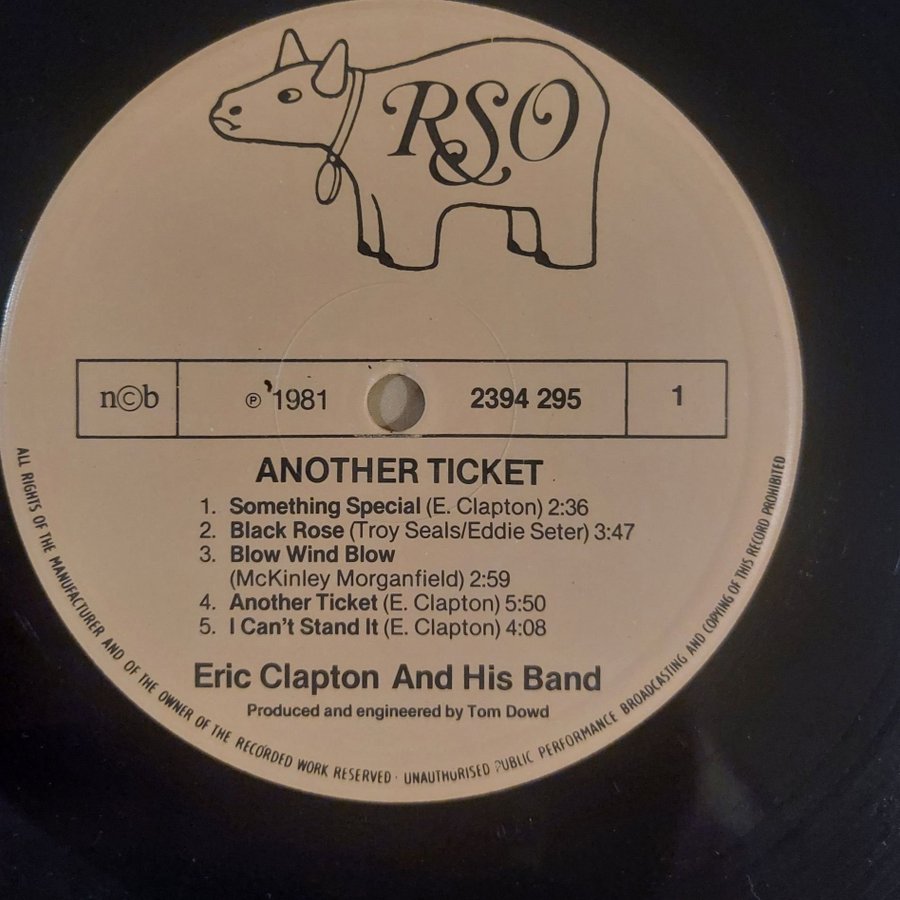 RSO
n©b
℗ 1981
2394 295
1
ANOTHER TICKET
1. Something Special (E. Clapton) 2:36
2. Black Rose (Troy Seals/Eddie Seter) 3:47
3. Blow Wind Blow
(McKinley Morganfield) 2:59
4. Another Ticket (E. Clapton) 5:50
5. I Can't Stand It (E. Clapton) 4:08
Eric Clapton And His Band
Produced and engineered by Tom Dowd
ALL RIGHTS OF THE MANUFACTURER AND OF THE OWNER OF THE RECORDED WORK RESERVED · UNAUTHORISED PUBLIC PERFORMANCE BROADCASTING AND COPYING OF THIS RECORD PROHIBITED